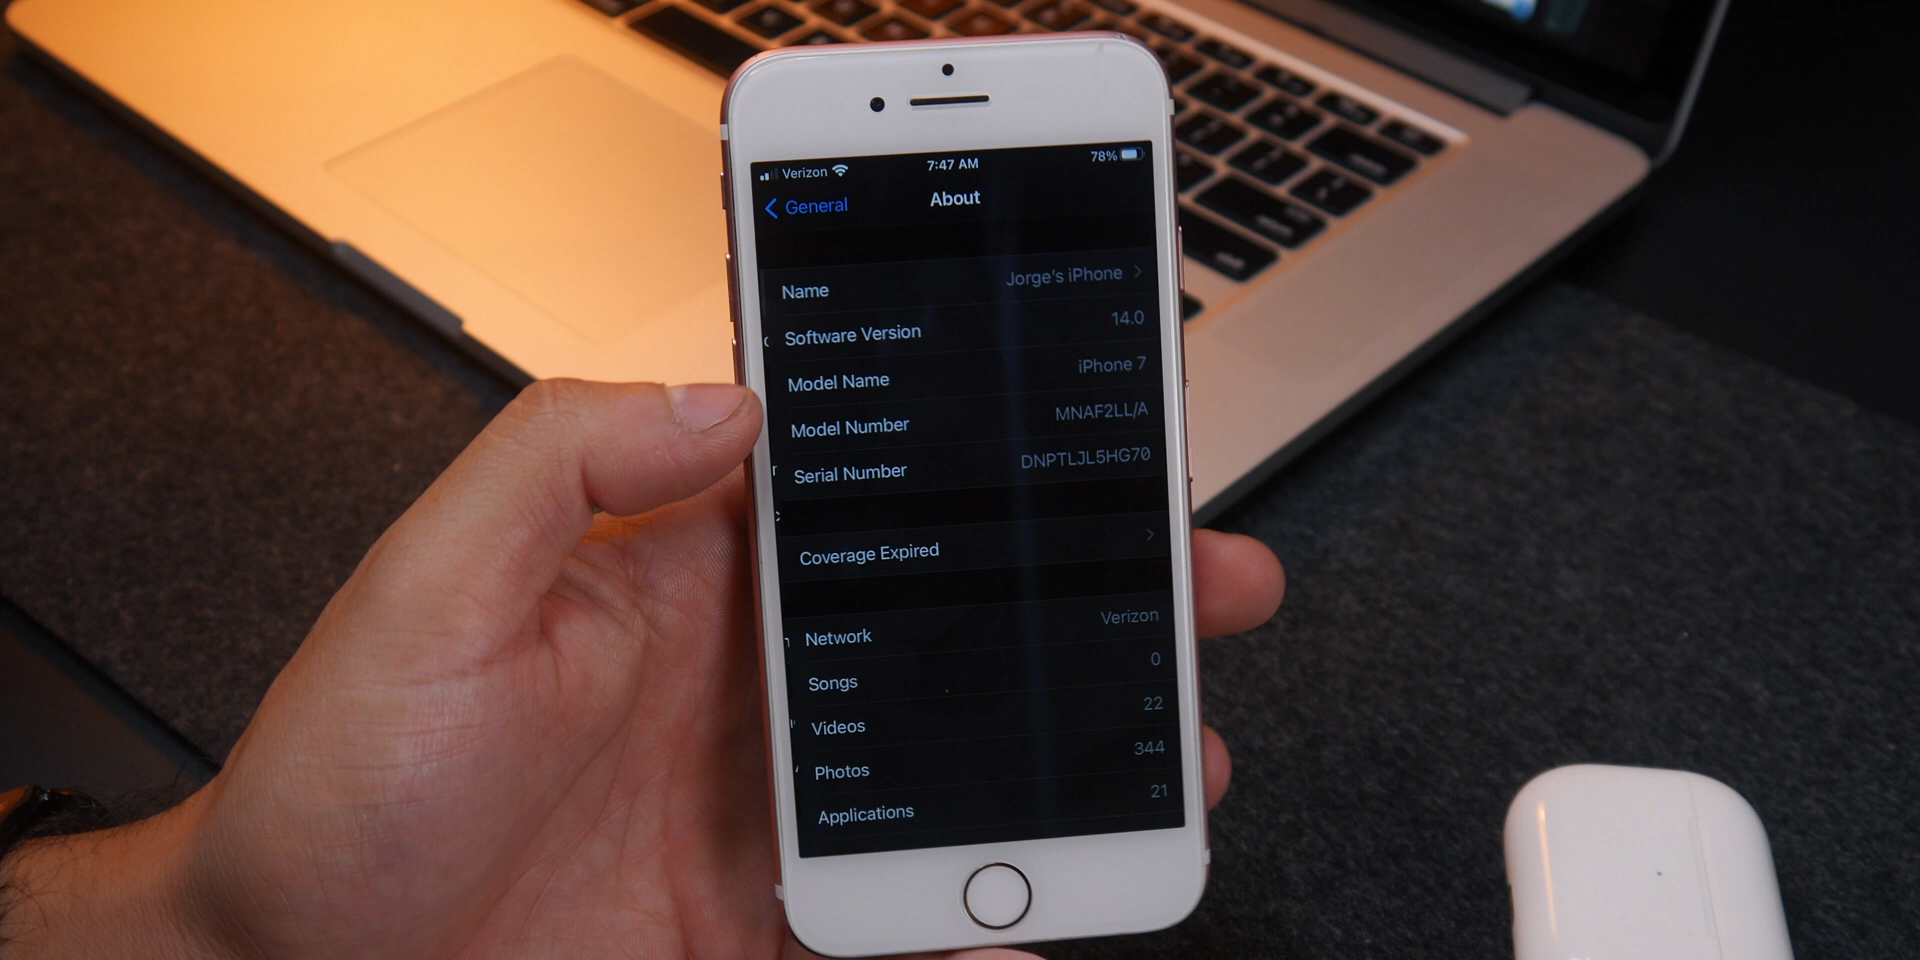 Verizon 7:47 AM 78%
General About
Name Jorge's iPhone
Software Version 14.0
Model Name iPhone 7
Model Number MNAF2LL/A
Serial Number DNPTLJL5HG70
Coverage Expired
Network Verizon
Songs 0
Videos 22
Photos 344
Applications 21